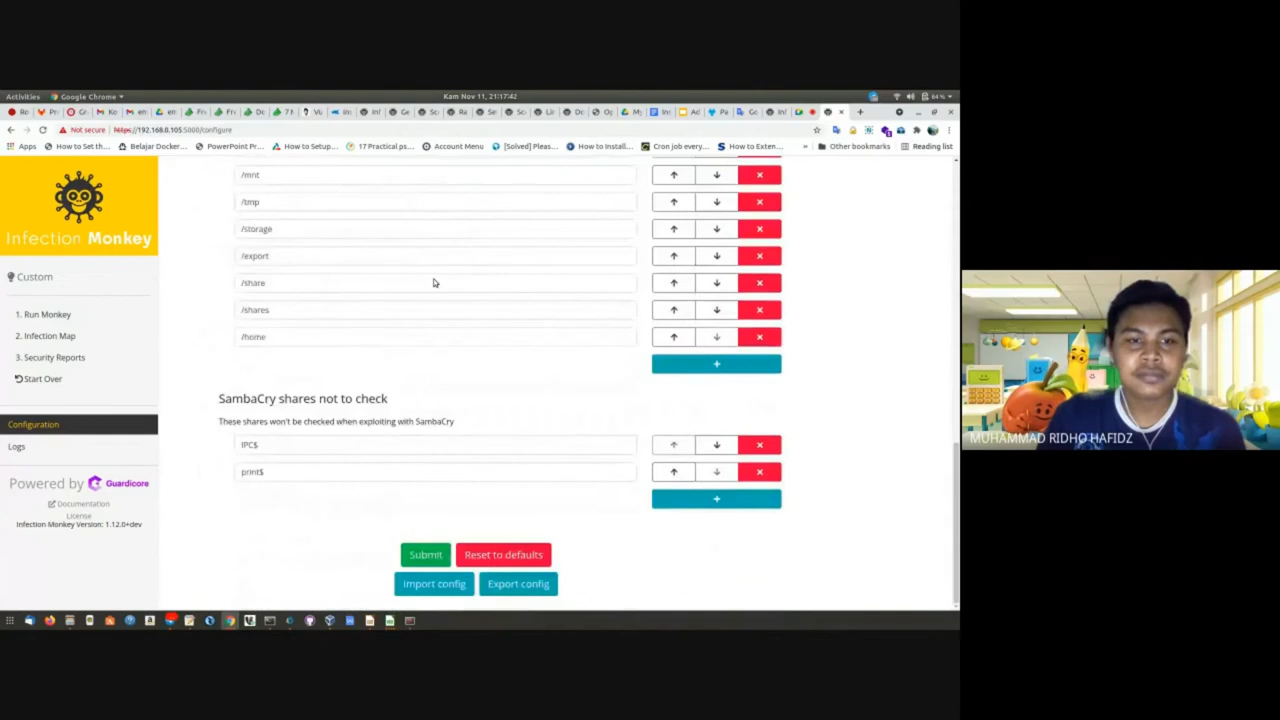 Activities
Google Chrome
Kam Nov 11, 21:17:42
84 %
Not secure
https://192.168.0.105:5000/configure
Apps
How to Set th...
Belajar Docker...
PowerPoint Pr...
How to Setup...
17 Practical ps...
Account Menu
[Solved] Pleas...
How to Install...
Cron job every...
How to Exten...
»
Other bookmarks
Reading list
Infection Monkey
Custom
1. Run Monkey
2. Infection Map
3. Security Reports
Start Over
Configuration
Logs
Powered by Guardicore
Documentation
License
Infection Monkey Version: 1.12.0+dev
/mnt
/tmp
/storage
/export
/share
/shares
/home
+
SambaCry shares not to check
These shares won't be checked when exploiting with SambaCry
IPC$
print$
+
Submit
Reset to defaults
Import config
Export config
MUHAMMAD RIDHO HAFIDZ